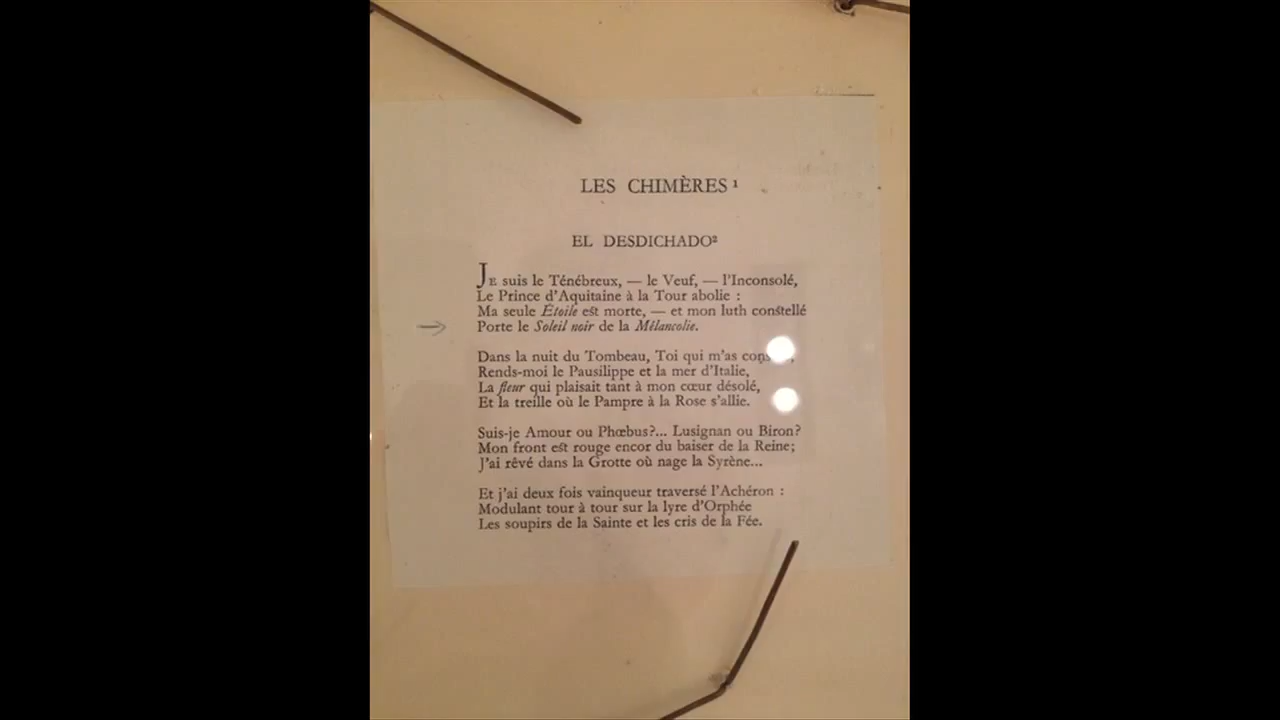 LES CHIMÈRES ¹
EL DESDICHADO²
JE suis le Ténébreux, — le Veuf, — l'Inconsolé,
Le Prince d'Aquitaine à la Tour abolie :
Ma seule Étoile est morte, — et mon luth constellé
Porte le Soleil noir de la Mélancolie.
Dans la nuit du Tombeau, Toi qui m'as
Rends-moi le Pausilippe et la mer d'Italie,
La fleur qui plaisait tant à mon cœur désolé,
Et la treille où le Pampre à la Rose s'allie.
Suis-je Amour ou Phœbus?... Lusignan ou Biron?
Mon front est rouge encor du baiser de la Reine;
J'ai rêvé dans la Grotte où nage la Syrène...
Et j'ai deux fois vainqueur traversé l'Achéron :
Modulant tour à tour sur la lyre d'Orphée
Les soupirs de la Sainte et les cris de la Fée.